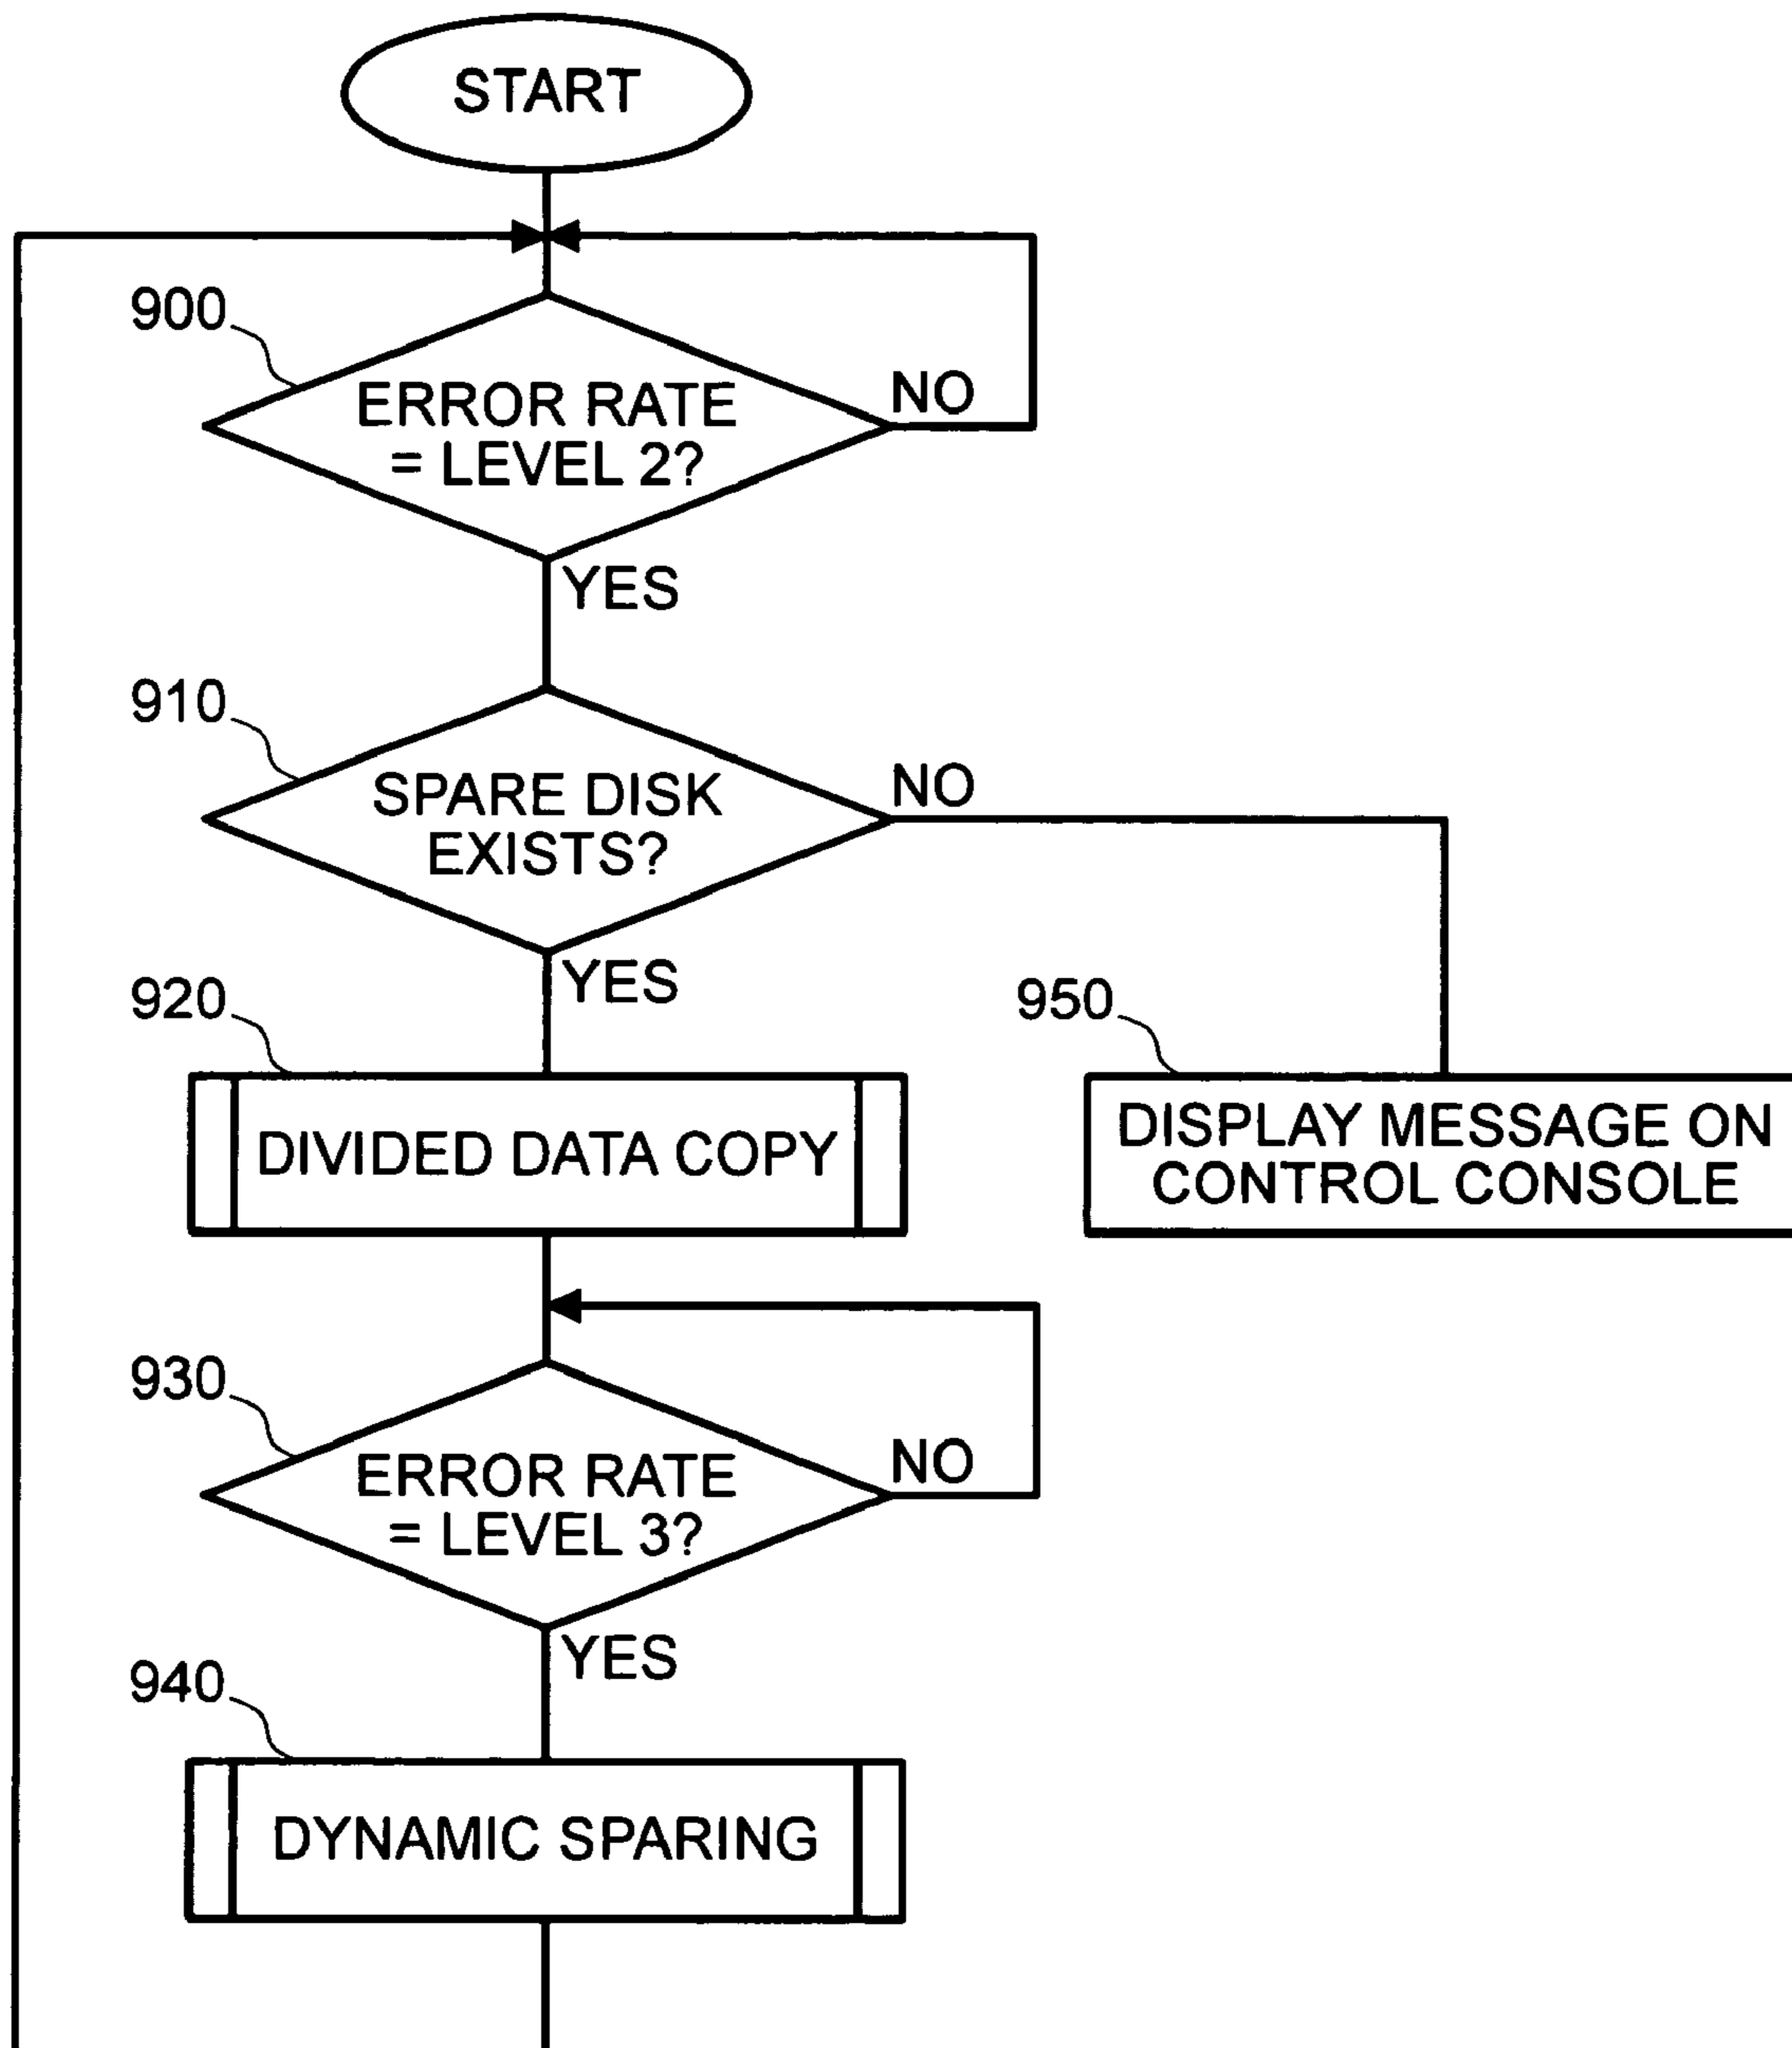 START
900
ERROR RATE
= LEVEL 2?
NO
YES
910
SPARE DISK
EXISTS?
NO
YES
920
DIVIDED DATA COPY
950
DISPLAY MESSAGE ON
CONTROL CONSOLE
930
ERROR RATE
= LEVEL 3?
NO
YES
940
DYNAMIC SPARING